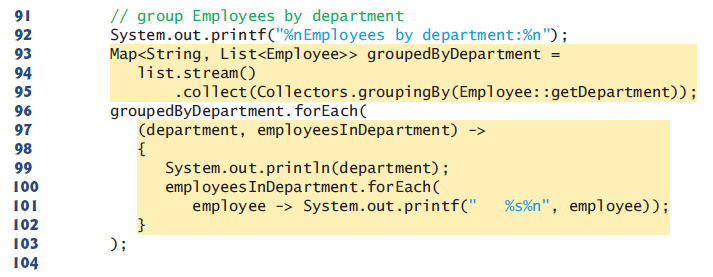 91 // group Employees by department
92 System.out.printf("%nEmployees by department:%n");
93 Map<String, List<Employee>> groupedByDepartment =
94 list.stream()
95 .collect(Collectors.groupingBy(Employee::getDepartment));
96 groupedByDepartment.forEach(
97 (department, employeesInDepartment) ->
98 {
99 System.out.println(department);
100 employeesInDepartment.forEach(
101 employee -> System.out.printf("   %s%n", employee));
102 }
103 );
104